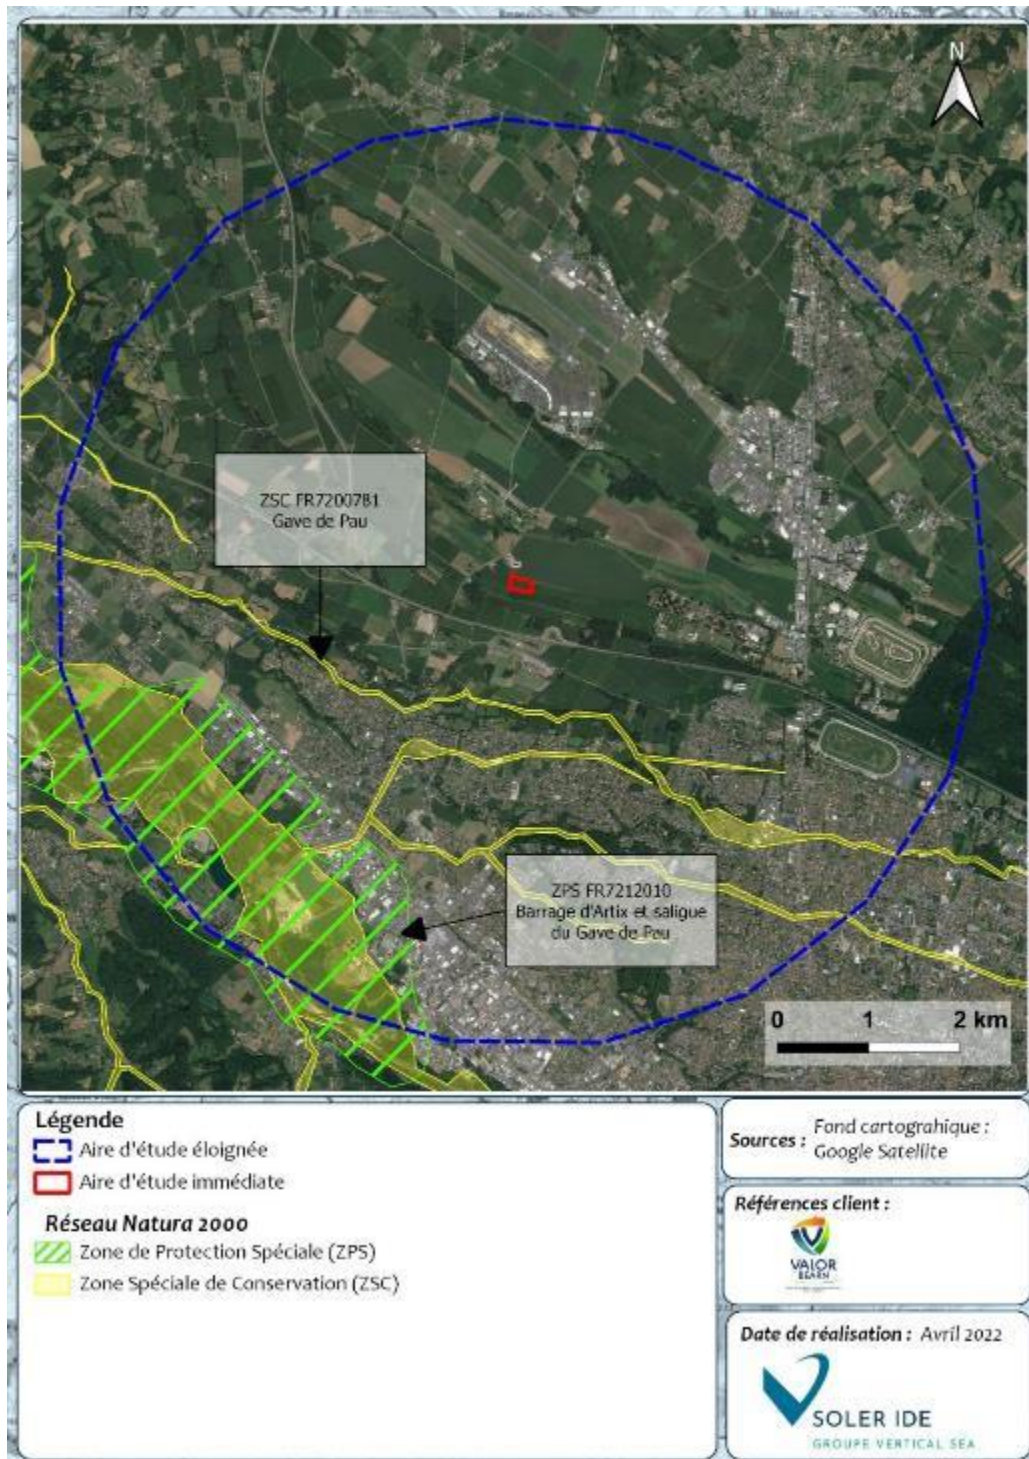 N
ZSC FR7200781
Gave de Pau
ZPS FR7212010
Barrage d'Artix et saligue
du Gave de Pau
0 1 2 km
Légende
Aire d'étude éloignée
Aire d'étude immédiate
Réseau Natura 2000
Zone de Protection Spéciale (ZPS)
Zone Spéciale de Conservation (ZSC)
Sources :
Fond cartograhique :
Google Satellite
Références client :
VALOR
BEARN
Date de réalisation : Avril 2022
SOLER IDE
GROUPE VERTICAL SEA